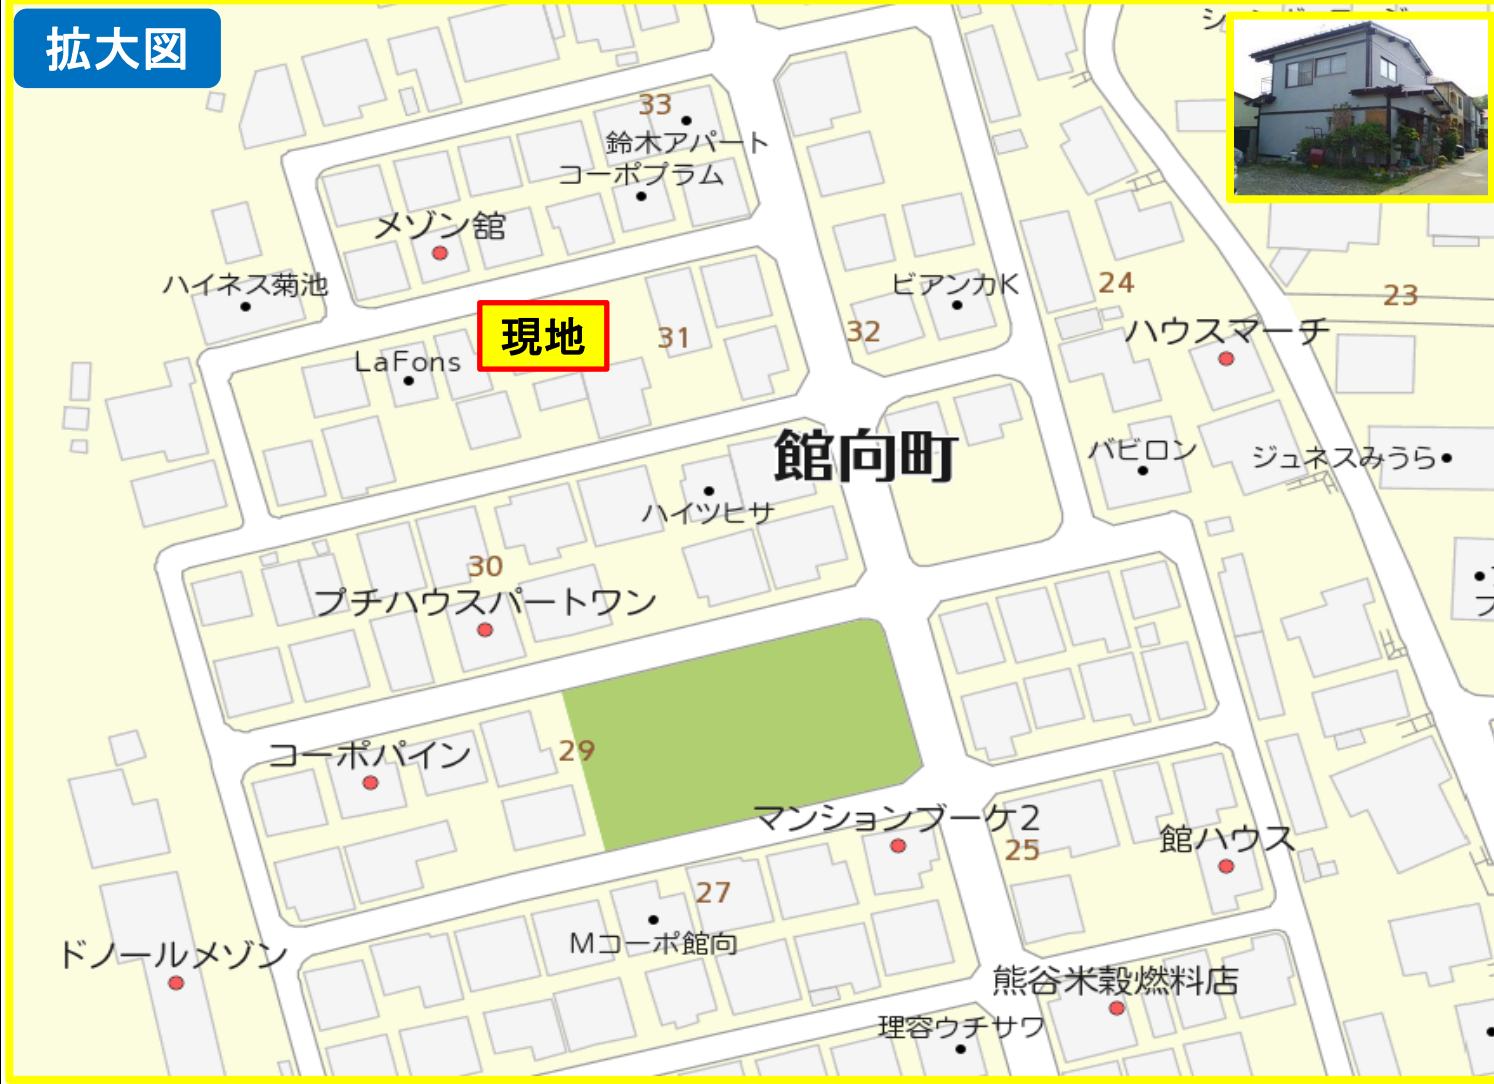 拡大図
33
鈴木アパート
コーポプラム
メゾン舘
ハイネス菊池
ビアンカK
24
23
現地
31
32
ハウスマーチ
LaFons
館向町
バビロン
ジュネスみうら
ハイツヒサ
30
プチハウスパートワン
29
コーポパイン
マンションブーケ2
25
館ハウス
27
Mコーポ館向
ドノールメゾン
熊谷米穀燃料店
理容ウチサワ